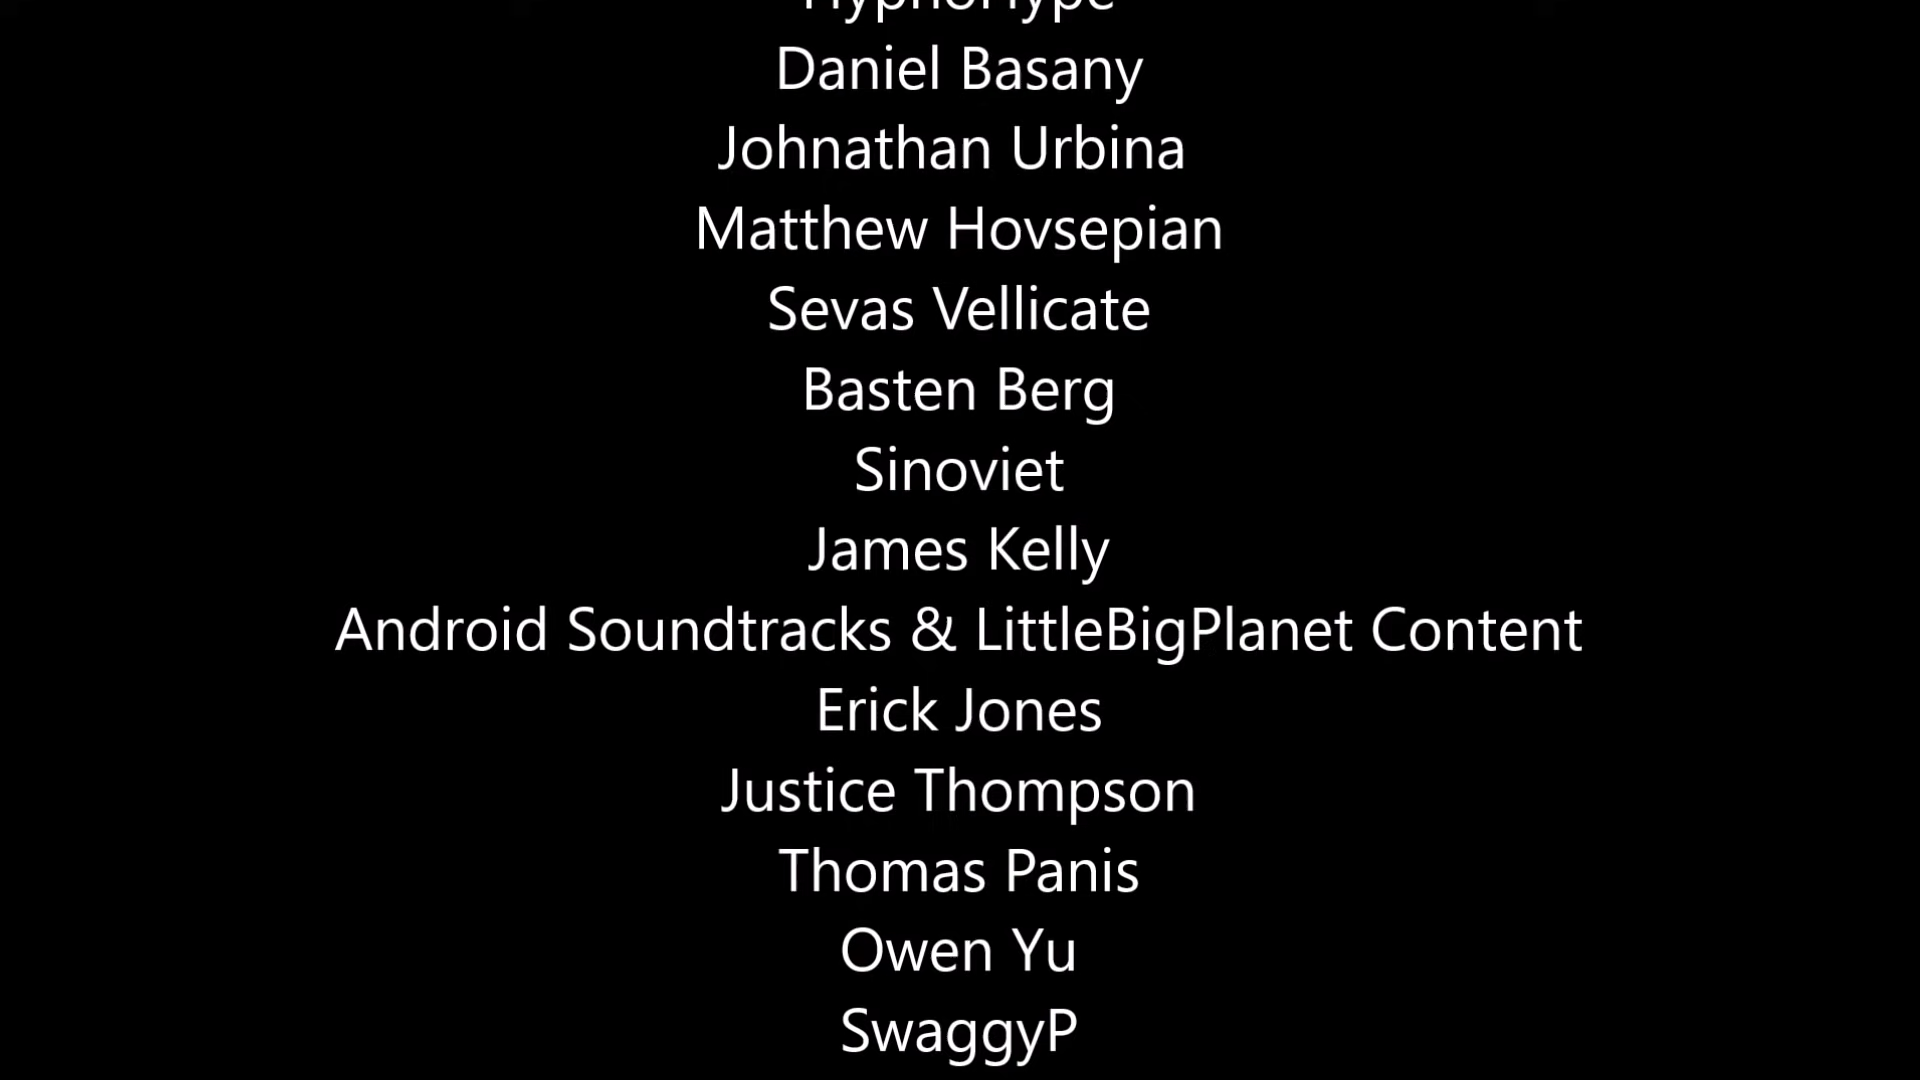 Daniel Basany
Johnathan Urbina
Matthew Hovsepian
Sevas Vellicate
Basten Berg
Sinoviet
James Kelly
Android Soundtracks & LittleBigPlanet Content
Erick Jones
Justice Thompson
Thomas Panis
Owen Yu
SwaggyP